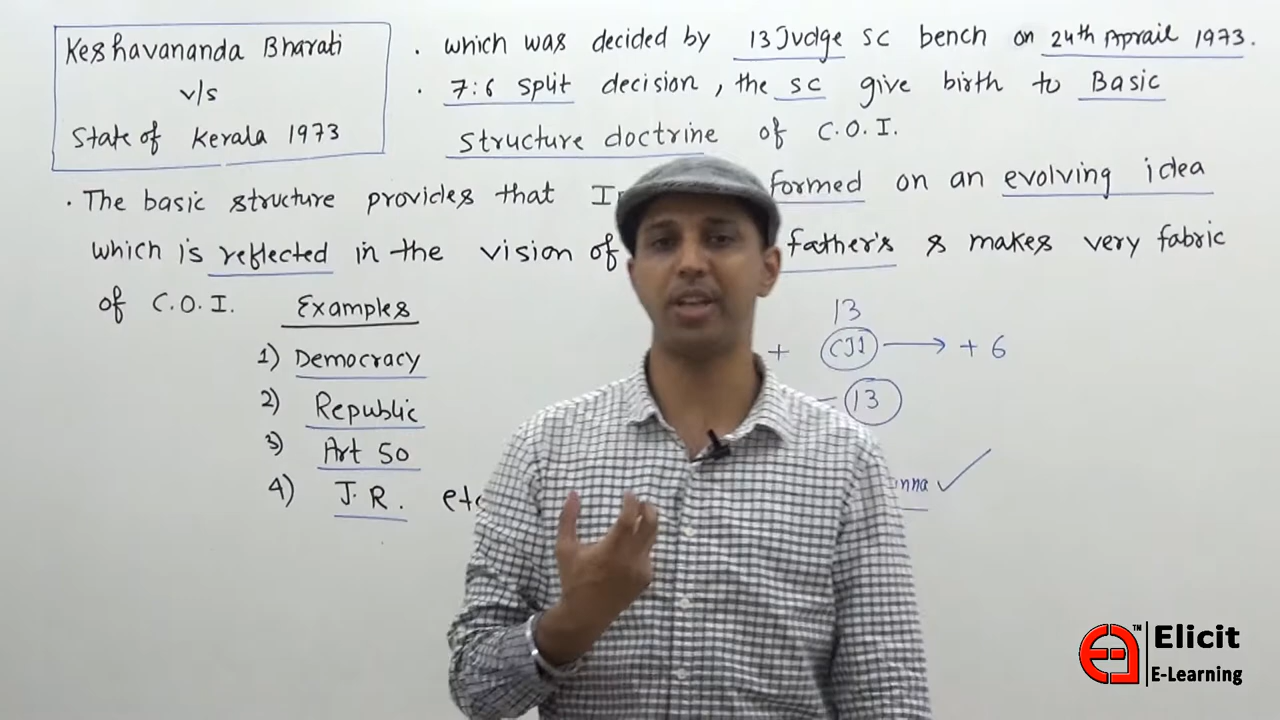 Keshavananda Bharati
v/s
State of Kerala 1973
. which was decided by 13 Judge SC bench on 24th Aprail 1973.
. 7:6 split decision, the SC give birth to Basic
structure doctrine of C.O.I.
. The basic structure provides that formed on an evolving idea
which is reflected in the vision of father's & makes very fabric
of C.O.I.
Examples
1) Democracy
2) Republic
3) Art 50
4) J.R. etc
13
+ CJI → + 6
= 13
✓
Elicit
E-Learning
TM